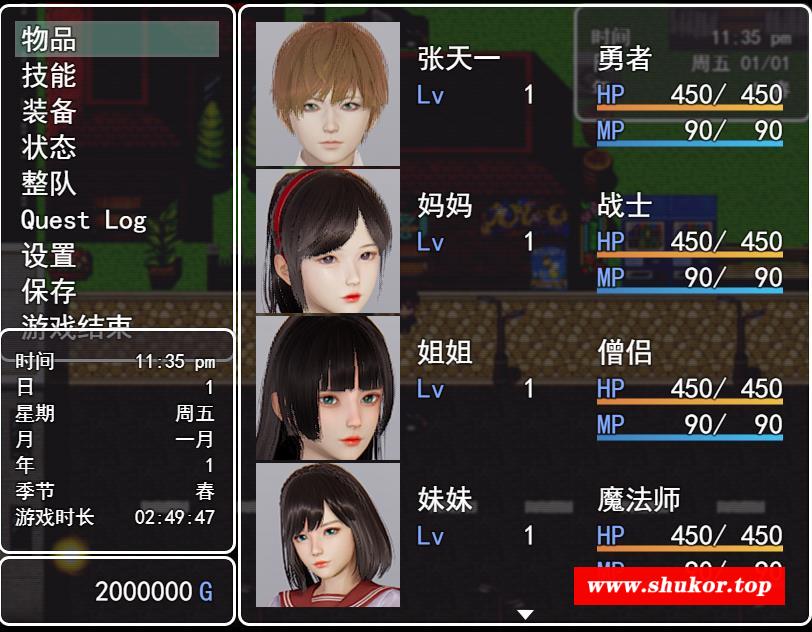 物品
技能
装备
状态
整队
Quest Log
设置
保存
游戏结束
时间 11:35 pm
日 1
星期 周五
月 一月
年 1
季节 春
游戏时长 02:49:47
2000000 G
张天一 勇者
Lv 1 HP 450/ 450
MP 90/ 90
妈妈 战士
Lv 1 HP 450/ 450
MP 90/ 90
姐姐 僧侣
Lv 1 HP 450/ 450
MP 90/ 90
妹妹 魔法师
Lv 1 HP 450/ 450
MP 90/ 90
时间 11:35 pm
周五 01/01
春
www.shukor.top